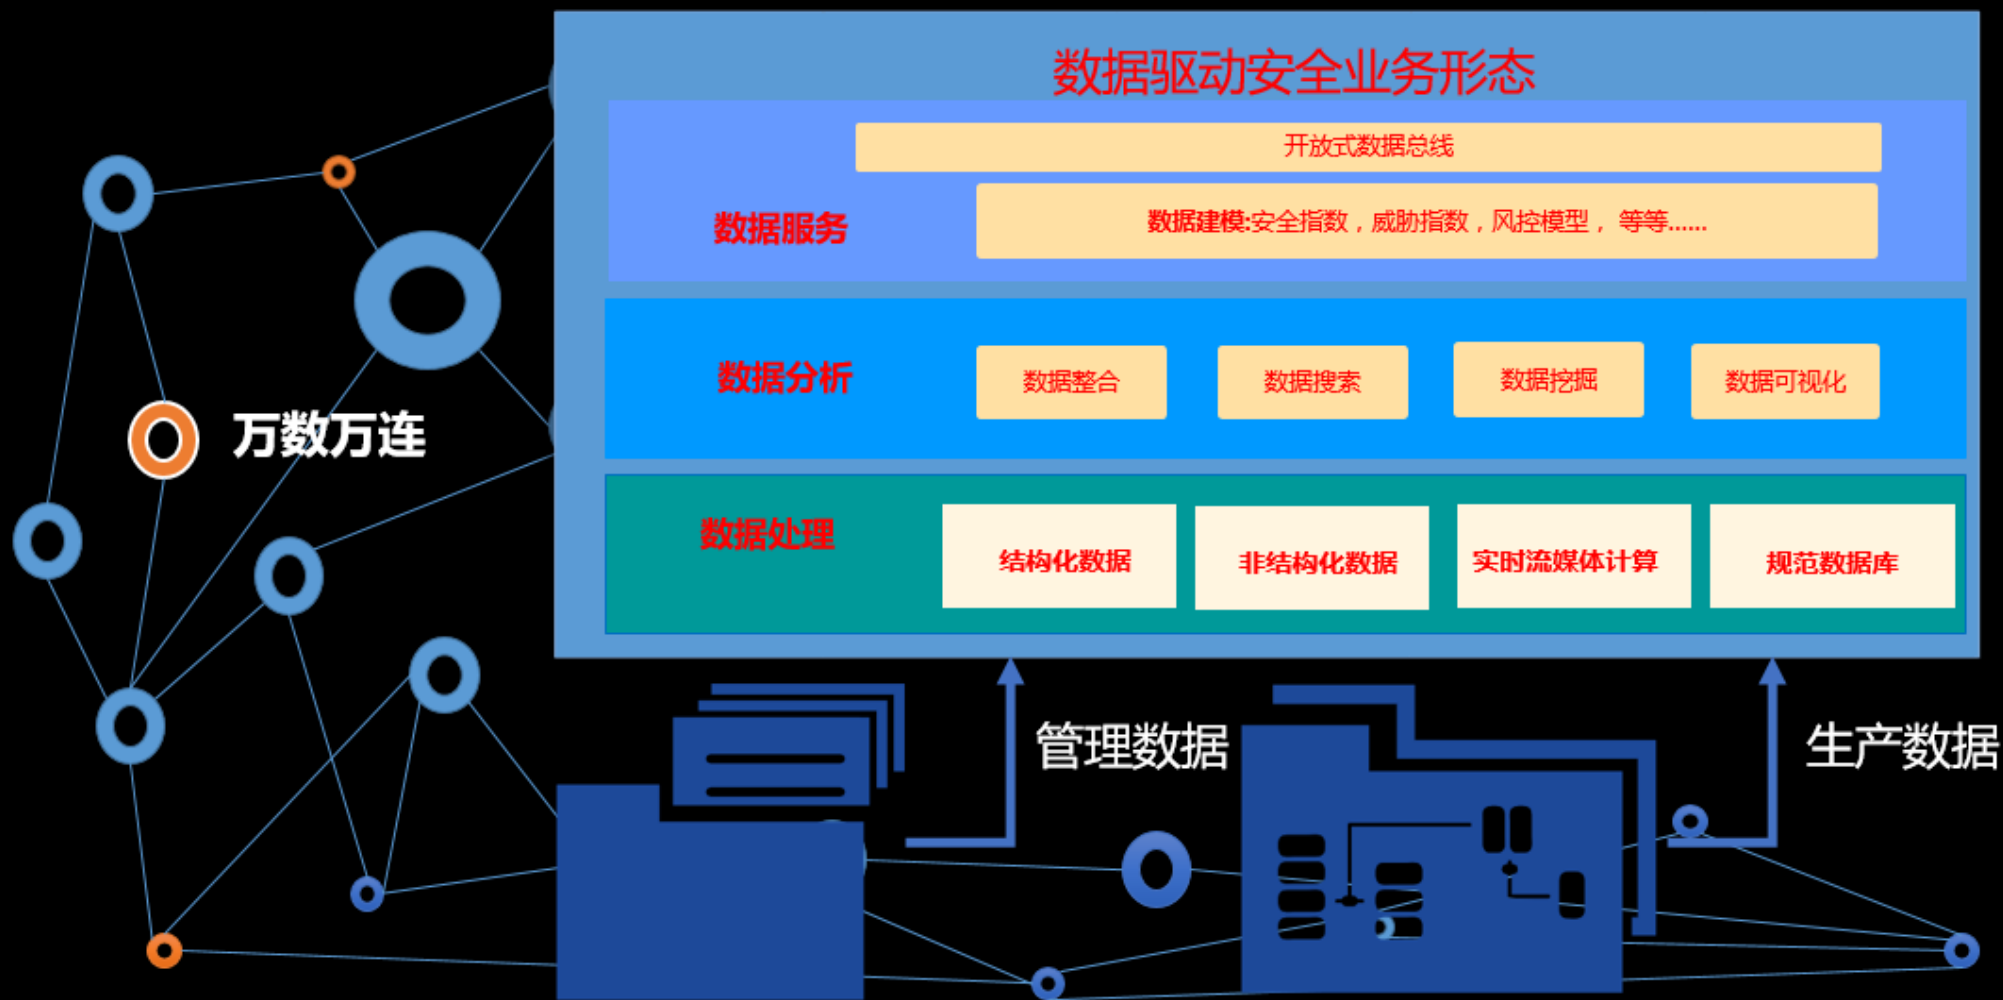 数据驱动安全业务形态
开放式数据总线
数据服务
数据建模:安全指数，威胁指数，风控模型， 等等......
数据分析
数据整合
数据搜索
数据挖掘
数据可视化
万数万连
数据处理
结构化数据
非结构化数据
实时流媒体计算
规范数据库
管理数据
生产数据